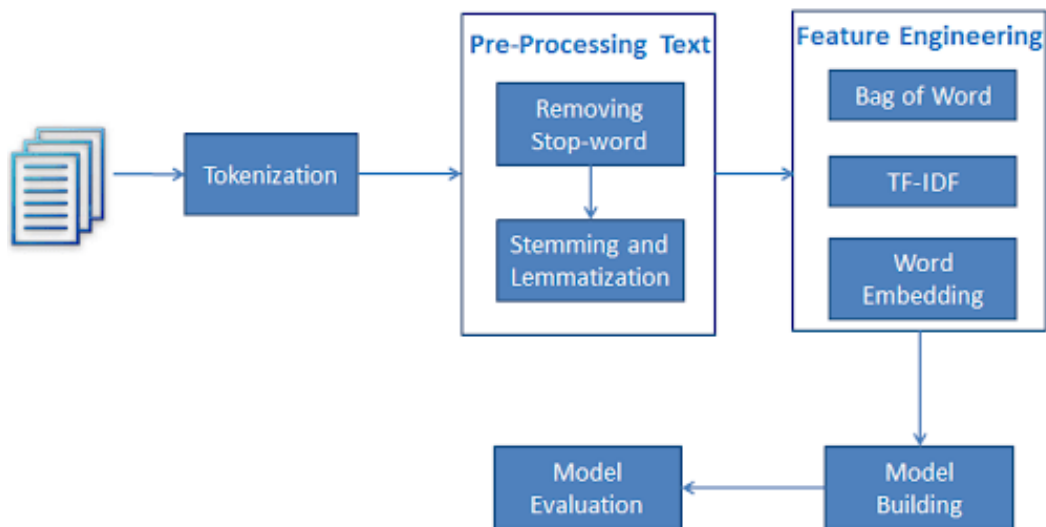 Tokenization
Pre-Processing Text
Removing
Stop-word
Stemming and
Lemmatization
Feature Engineering
Bag of Word
TF-IDF
Word
Embedding
Model
Building
Model
Evaluation